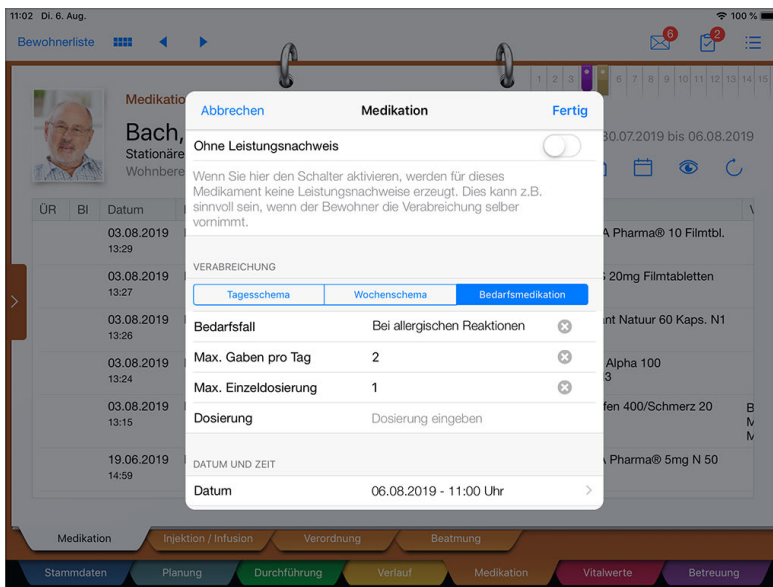 11:02 Di. 6. Aug.
100 %
Bewohnerliste
6
2
1 2 3 6 7 8 9 10 11 12 13 14 15
Medikatio
Bach,
Stationäre
Wohnbere
30.07.2019 bis 06.08.2019
Abbrechen Medikation Fertig
Ohne Leistungsnachweis
Wenn Sie hier den Schalter aktivieren, werden für dieses
Medikament keine Leistungsnachweise erzeugt. Dies kann z.B.
sinnvoll sein, wenn der Bewohner die Verabreichung selber
vornimmt.
VERABREICHUNG
Tagesschema Wochenschema Bedarfsmedikation
Bedarfsfall Bei allergischen Reaktionen
Max. Gaben pro Tag 2
Max. Einzeldosierung 1
Dosierung Dosierung eingeben
DATUM UND ZEIT
Datum 06.08.2019 - 11:00 Uhr
ÜR BI Datum
03.08.2019 A Pharma® 10 Filmtbl.
13:29
03.08.2019 20mg Filmtabletten
13:27
03.08.2019 nt Natuur 60 Kaps. N1
13:26
03.08.2019 Alpha 100
13:24 3
03.08.2019 fen 400/Schmerz 20 B
13:15 M
M
19.06.2019 Pharma® 5mg N 50
14:59
Medikation Injektion / Infusion Verordnung Beatmung
Stammdaten Planung Durchführung Verlauf Medikation Vitalwerte Betreuung